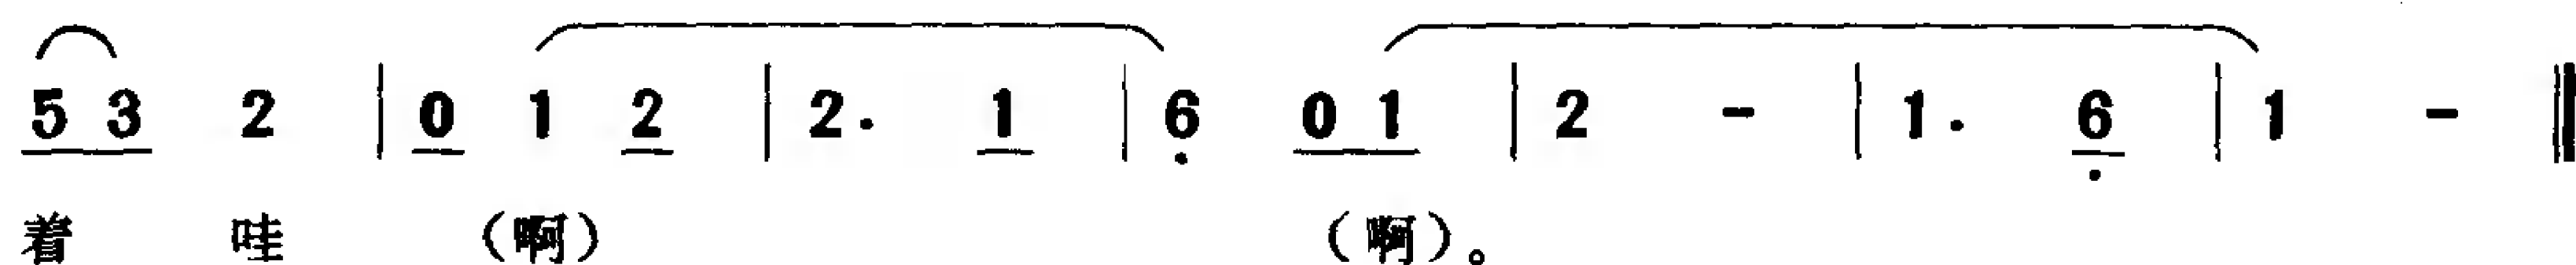 5 3 2 | 0 1 2 | 2. 1 | 6 0 1 | 2 - | 1. 6 | 1 - ‖
着 哇 （啊） （啊）。